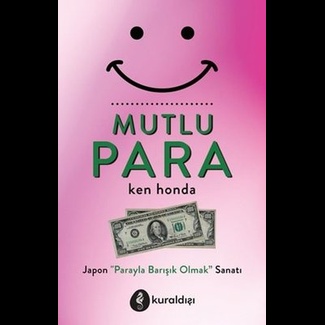 MUTLU
PARA
ken honda
Japon "Parayla Barışık Olmak" Sanatı
kuraldışı